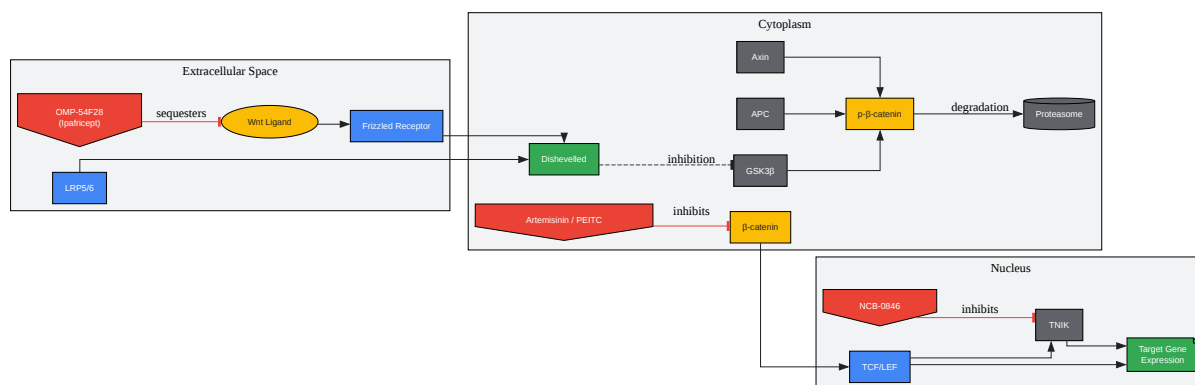 Cytoplasm
Extracellular Space
Axin
OMP-54F28
(Ipafricept)
sequesters
Wnt Ligand
Frizzled Receptor
APC
p-β-catenin
degradation
Proteasome
Dishevelled
inhibition
GSK3β
LRP5/6
Artemisinin / PEITC
inhibits
β-catenin
Nucleus
NCB-0846
inhibits
TNIK
TCF/LEF
Target Gene
Expression